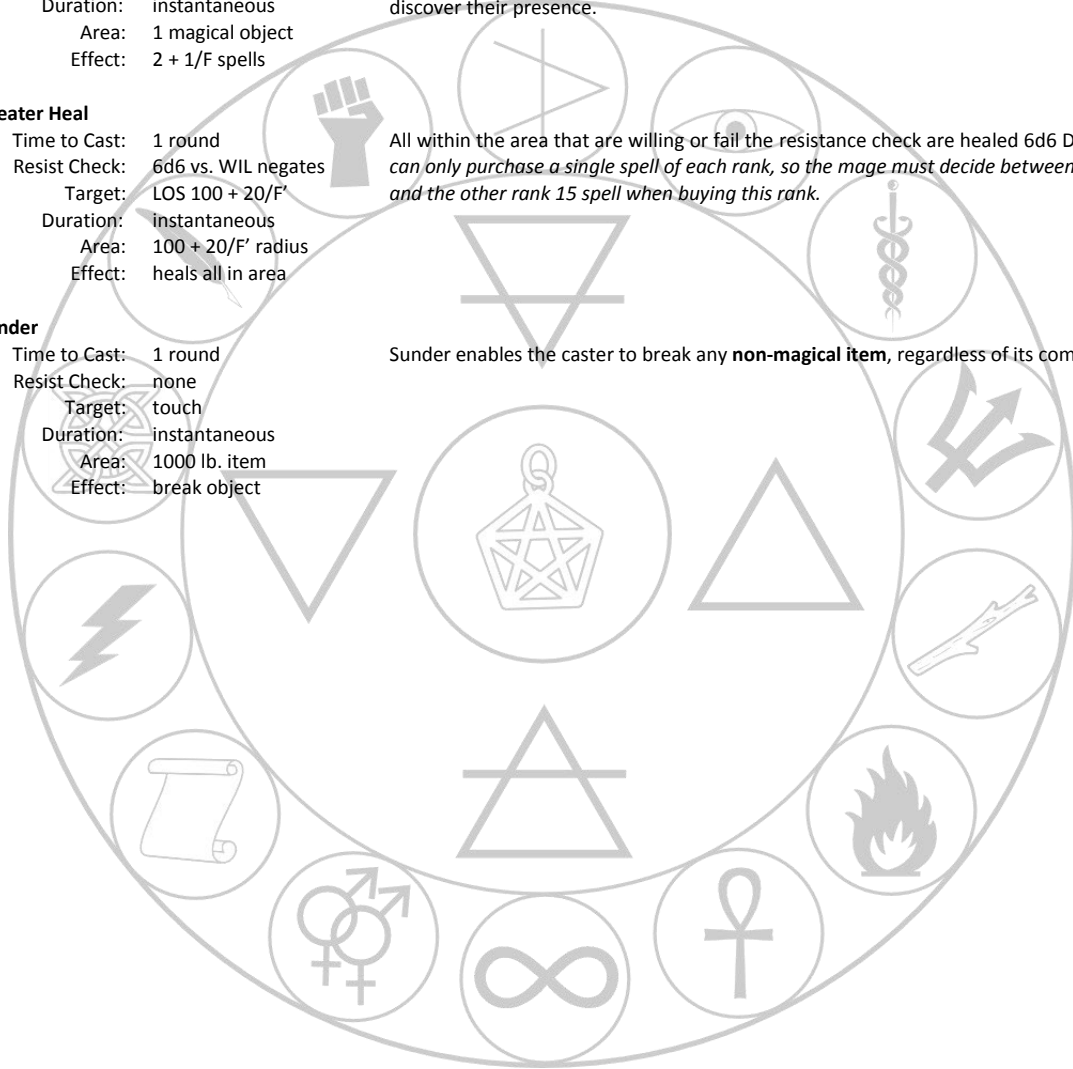 Duration: instantaneous
discover their presence.
Area: 1 magical object
Effect: 2 + 1/F spells
eater Heal
Time to Cast: 1 round
All within the area that are willing or fail the resistance check are healed 6d6 D
Resist Check: 6d6 vs. WIL negates
can only purchase a single spell of each rank, so the mage must decide between
Target: LOS 100 + 20/F'
and the other rank 15 spell when buying this rank.
Duration: instantaneous
Area: 100 + 20/F’ radius
Effect: heals all in area
nder
Time to Cast: 1 round
Sunder enables the caster to break any non-magical item, regardless of its com
Resist Check: none
Target: touch
Duration: instantaneous
Area: 1000 lb. item
Effect: break object